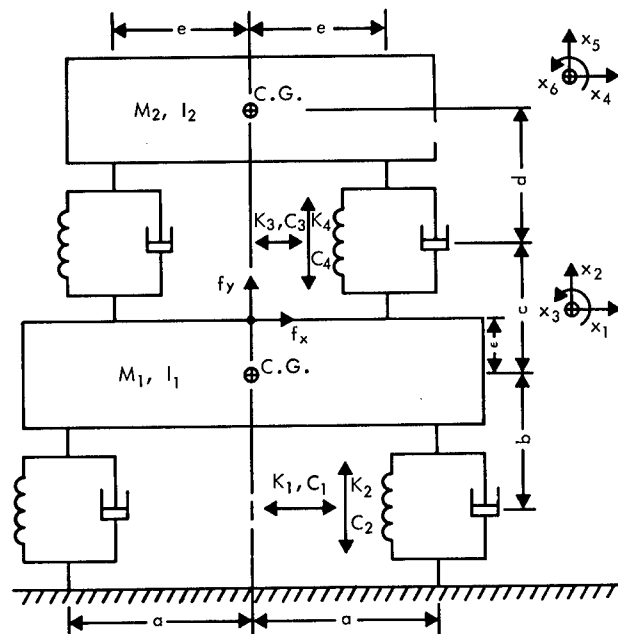 e e
x5
x6 x4
C.G.
M2, I2
d
K3, C3 K4
C4
fy
x2
c
x3 x1
fx
ϵ
M1, I1
C.G.
b
K1, C1 K2
C2
a a